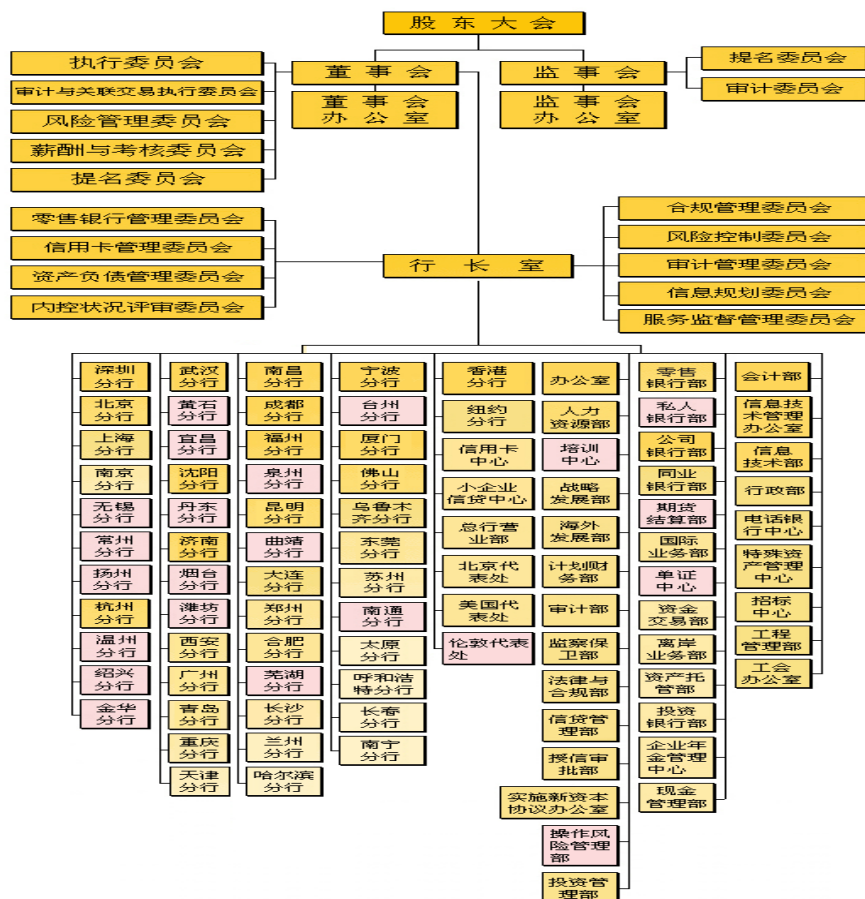 股东大会
执行委员会
审计与关联交易执行委员会
风险管理委员会
薪酬与考核委员会
提名委员会
董事会
董事会
办公室
监事会
监事会
办公室
提名委员会
审计委员会
零售银行管理委员会
信用卡管理委员会
资产负债管理委员会
内控状况评审委员会
行长室
合规管理委员会
风险控制委员会
审计管理委员会
信息规划委员会
服务监督管理委员会
深圳
分行
北京
分行
上海
分行
南京
分行
无锡
分行
常州
分行
扬州
分行
杭州
分行
温州
分行
绍兴
分行
金华
分行
武汉
分行
黄石
分行
宜昌
分行
沈阳
分行
丹东
分行
济南
分行
烟台
分行
潍坊
分行
西安
分行
广州
分行
青岛
分行
重庆
分行
天津
分行
南昌
分行
成都
分行
福州
分行
泉州
分行
昆明
分行
曲靖
分行
大连
分行
郑州
分行
合肥
分行
芜湖
分行
长沙
分行
兰州
分行
哈尔滨
分行
宁波
分行
台州
分行
厦门
分行
佛山
分行
乌鲁木
齐分行
东莞
分行
苏州
分行
南通
分行
太原
分行
呼和浩
特分行
长春
分行
南宁
分行
香港
分行
纽约
分行
信用卡
中心
小企业
信贷中心
总行营
业部
北京代
表处
美国代
表处
伦敦代表
处
办公室
人力
资源部
培训
中心
战略
发展部
海外
发展部
计划财
务部
审计部
监察保
卫部
法律与
合规部
信贷管
理部
授信审
批部
实施新资本
协议办公室
操作风
险管理
部
投资管
理部
零售
银行部
私人
银行部
公司
银行部
同业
银行部
期货
结算部
国际
业务部
单证
中心
资金
交易部
离岸
业务部
资产托
管部
投资
银行部
企业年
金管理
中心
现金
管理部
会计部
信息技
术管理
办公室
信息
技术部
行政部
电话银
行中心
特殊资
产管理
中心
招标
中心
工程
管理部
工会
办公室